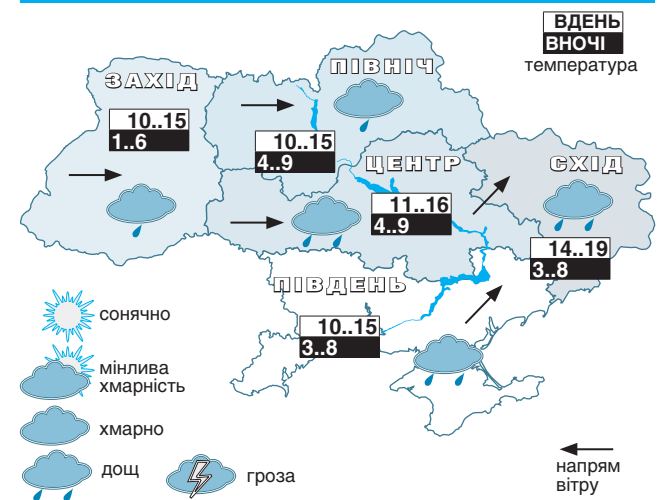 ВДЕНЬ
ВНОЧІ
температура
ПІВНІЧ
ЗАХІД
10..15
1..6
10..15
4..9
ЦЕНТР
СХІД
11..16
4..9
14..19
3..8
ПІВДЕНЬ
10..15
3..8
сонячно
мінлива
хмарність
хмарно
дощ
гроза
напрям
вітру